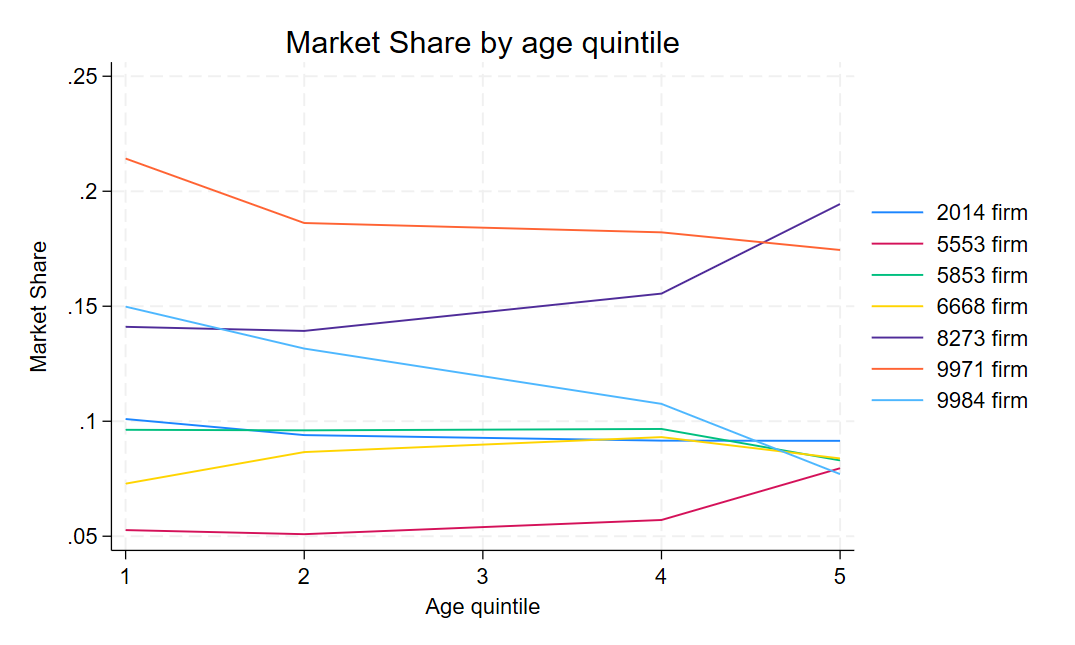 Market Share by age quintile
.25
.2
.15
.1
.05
Market Share
1 2 3 4 5
Age quintile
2014 firm
5553 firm
5853 firm
6668 firm
8273 firm
9971 firm
9984 firm